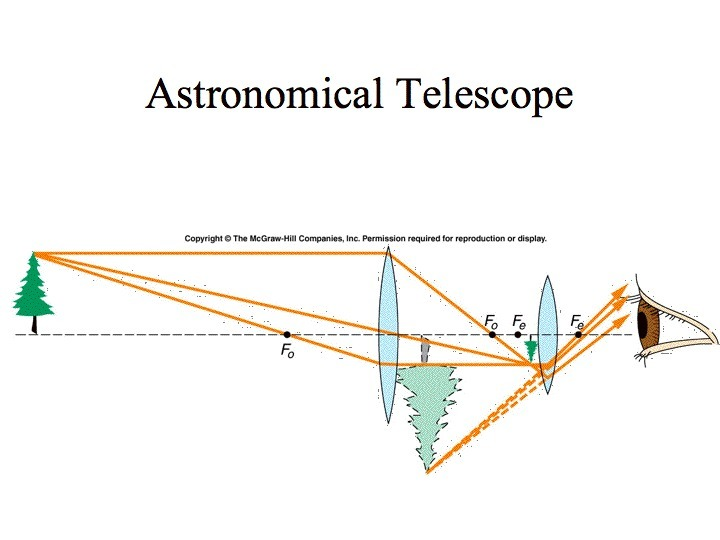 Astronomical Telescope
Copyright © The McGraw-Hill Companies, Inc. Permission required for reproduction or display.
Fo Fe Fe
Fo